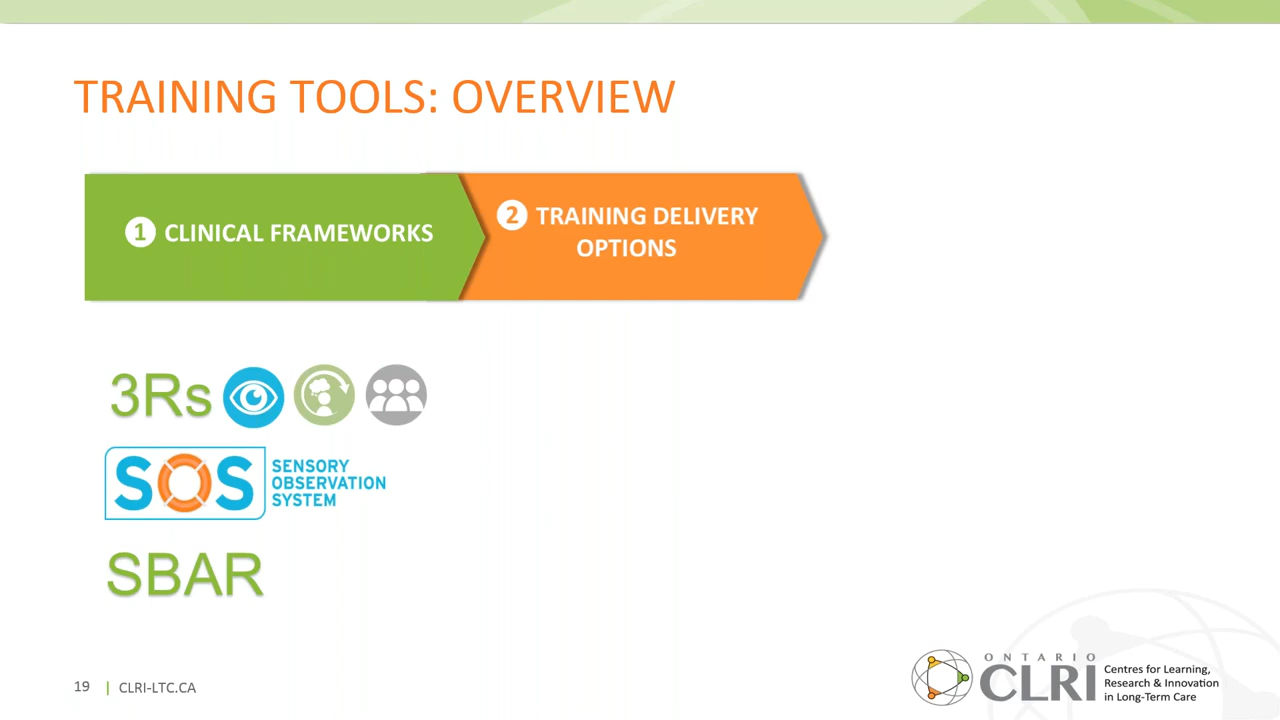 TRAINING TOOLS: OVERVIEW
1 CLINICAL FRAMEWORKS
2 TRAINING DELIVERY
OPTIONS
3Rs
SOS
SENSORY
OBSERVATION
SYSTEM
SBAR
19 | CLRI-LTC.CA
ONTARIO
CLRI
Centres for Learning,
Research & Innovation
in Long-Term Care